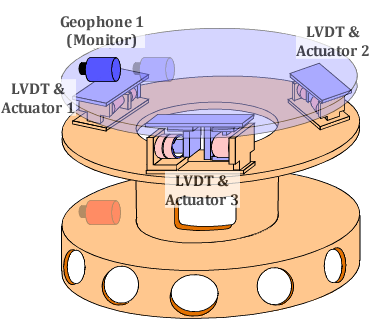 Geophone 1
(Monitor)
LVDT &
Actuator 2
LVDT &
Actuator 1
LVDT &
Actuator 3